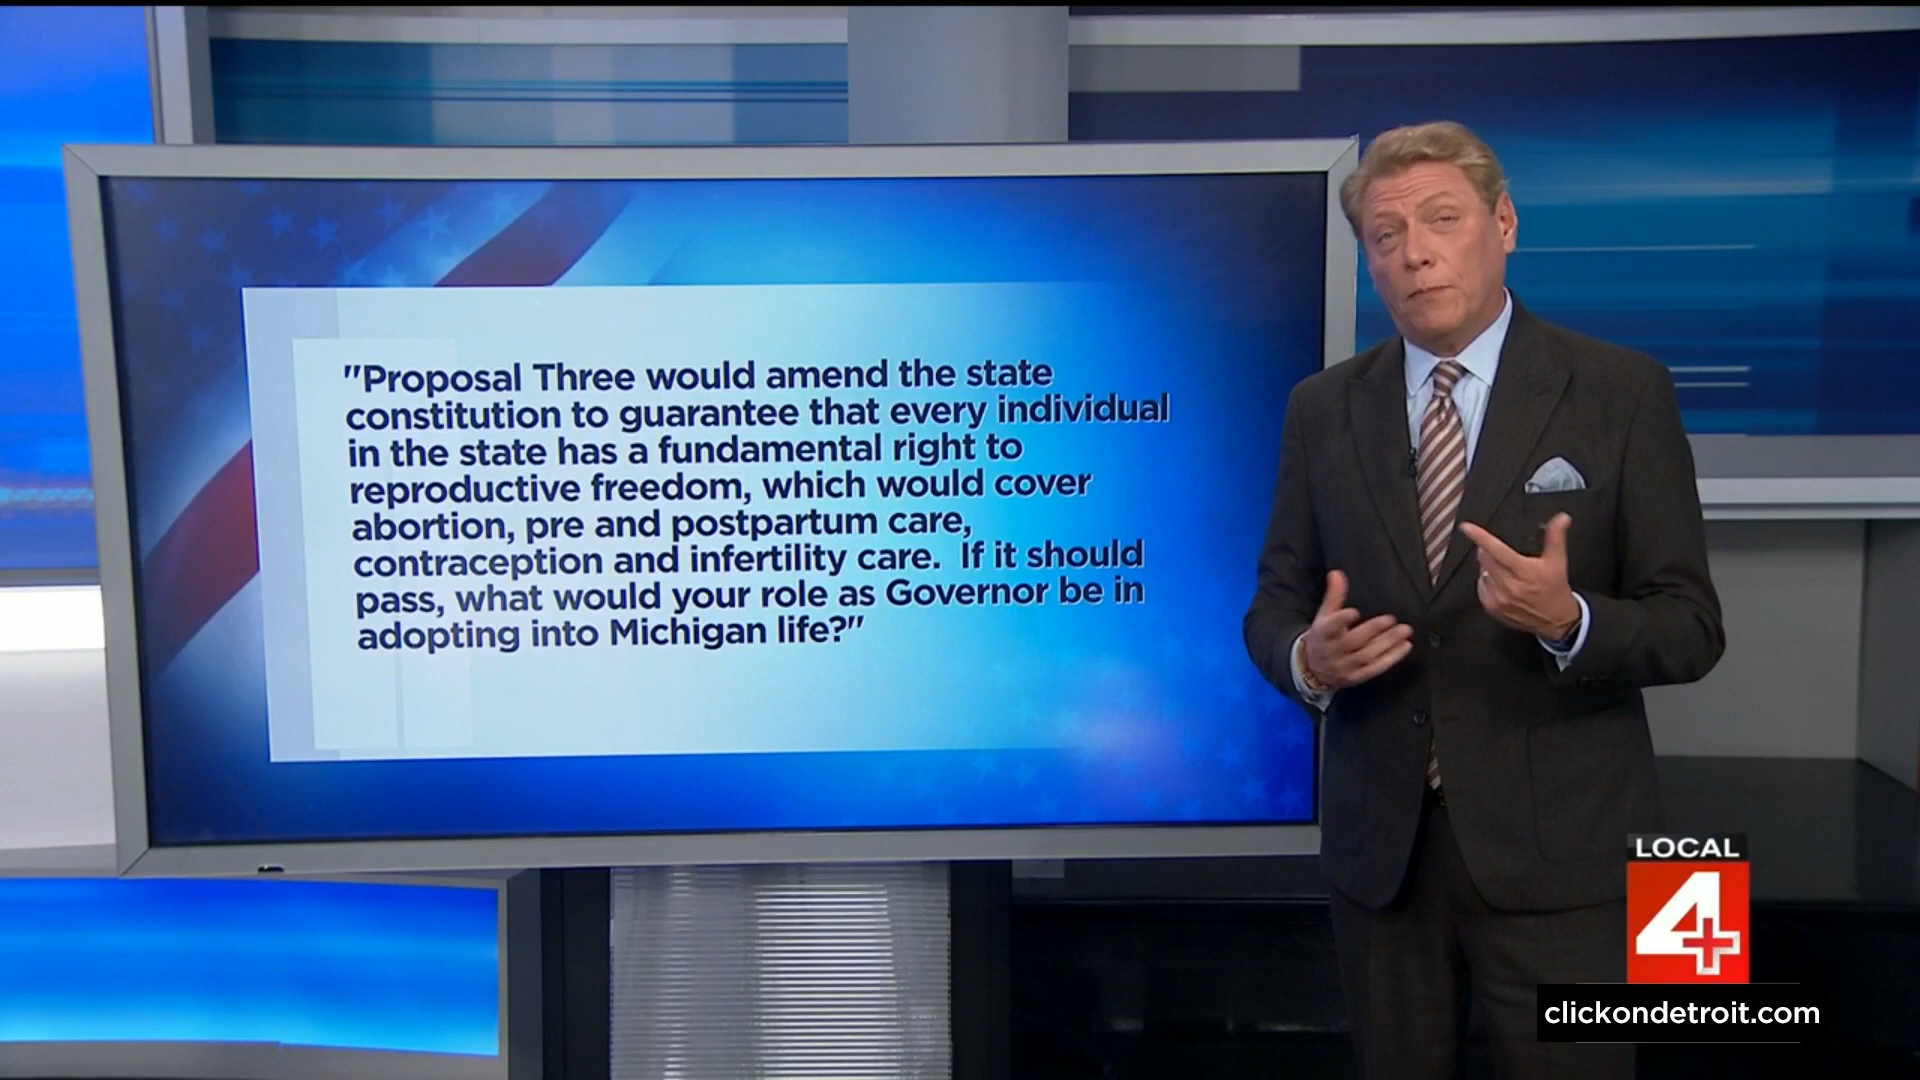 "Proposal Three would amend the state
constitution to guarantee that every individual
in the state has a fundamental right to
reproductive freedom, which would cover
abortion, pre and postpartum care,
contraception and infertility care.  If it should
pass, what would your role as Governor be in
adopting into Michigan life?"
LOCAL
4+
clickondetroit.com